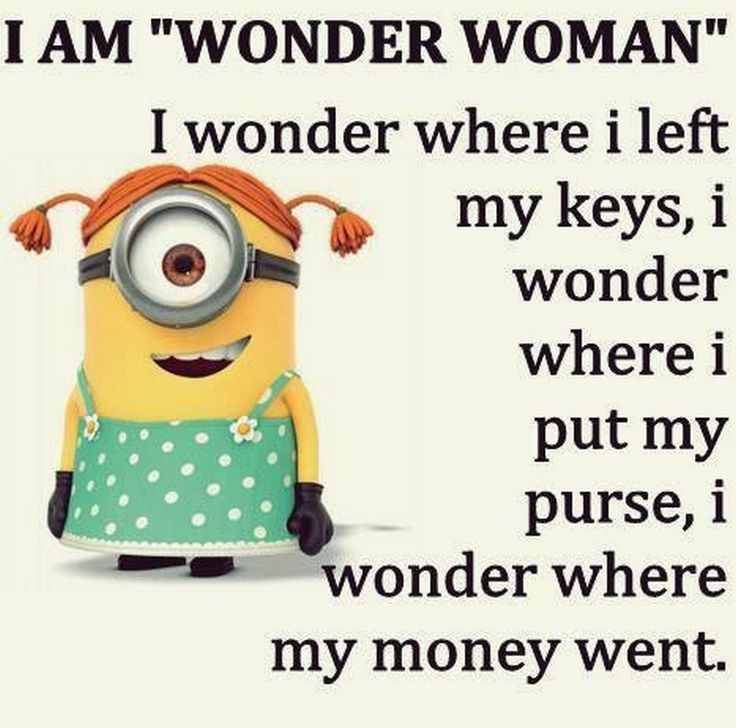 I AM "WONDER WOMAN"
I wonder where i left
my keys, i
wonder
where i
put my
purse, i
wonder where
my money went.